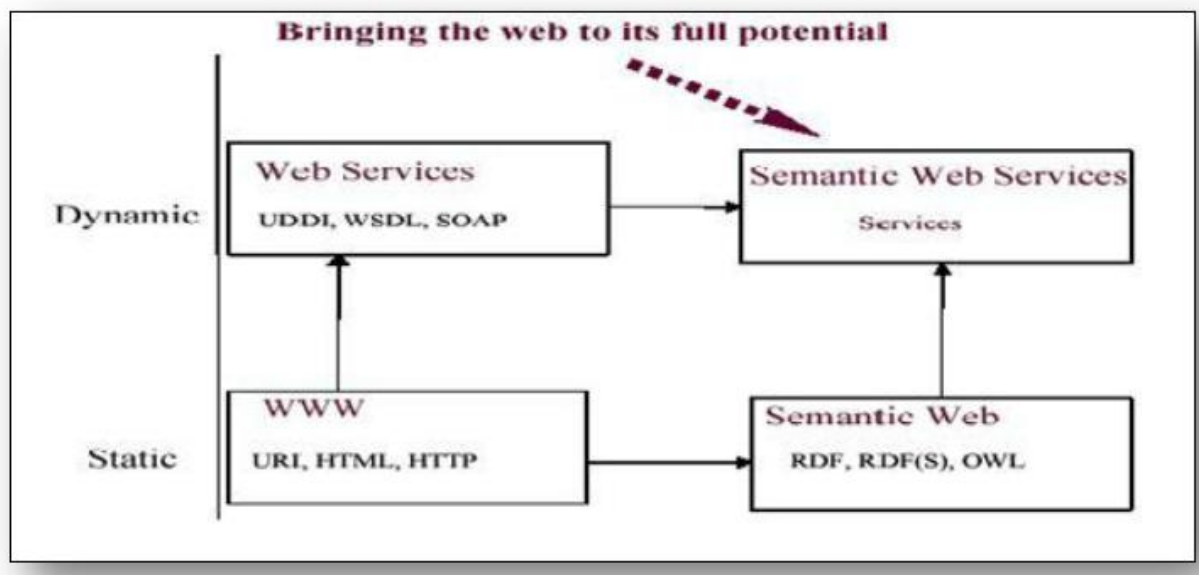 Bringing the web to its full potential
Web Services
UDDI, WSDL, SOAP
Semantic Web Services
Services
Dynamic
WWW
URI, HTML, HTTP
Semantic Web
RDF, RDF(S), OWL
Static